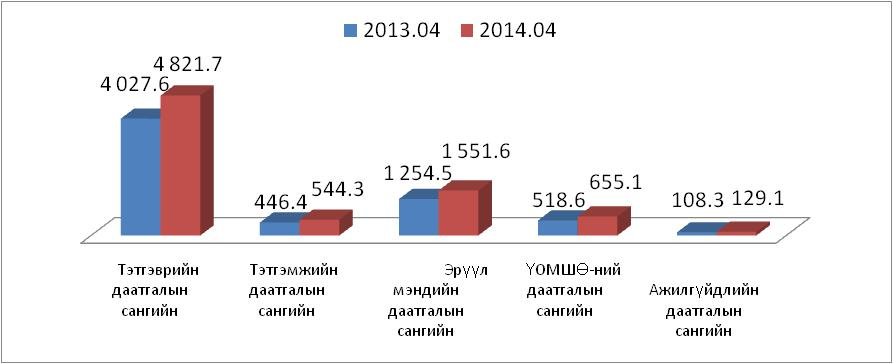 2013.04 2014.04
4 027.6 4 821.7
446.4 544.3
1 254.5 1 551.6
518.6 655.1
108.3 129.1
Тэтгэврийн даатгалын сангийн
Тэтгэмжийн даатгалын сангийн
Эрүүл мэндийн даатгалын сангийн
ҮОМШӨ-ний даатгалын сангийн
Ажилгүйдлийн даатгалын сангийн